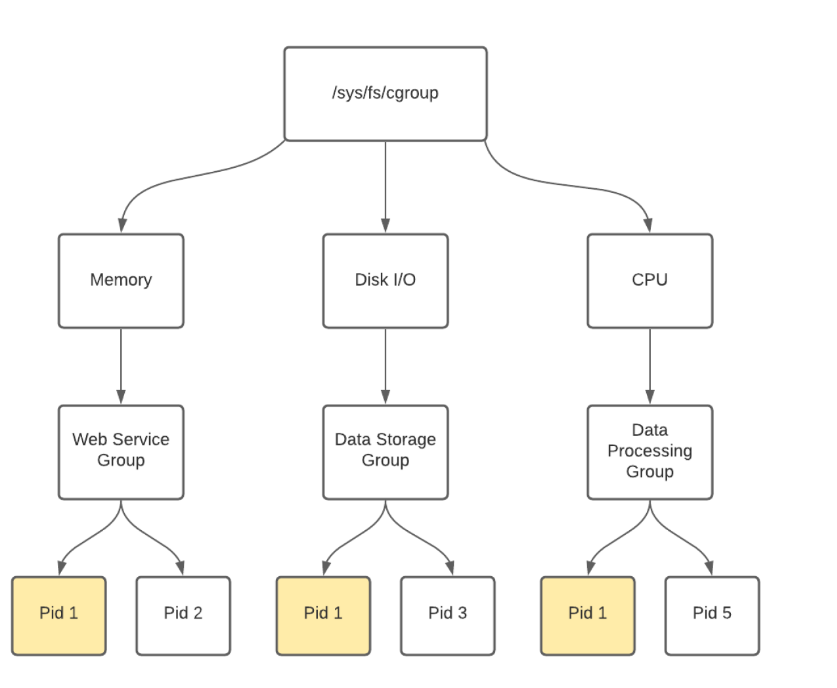 /sys/fs/cgroup
Memory
Disk I/O
CPU
Web Service
Group
Data Storage
Group
Data
Processing
Group
Pid 1
Pid 2
Pid 1
Pid 3
Pid 1
Pid 5